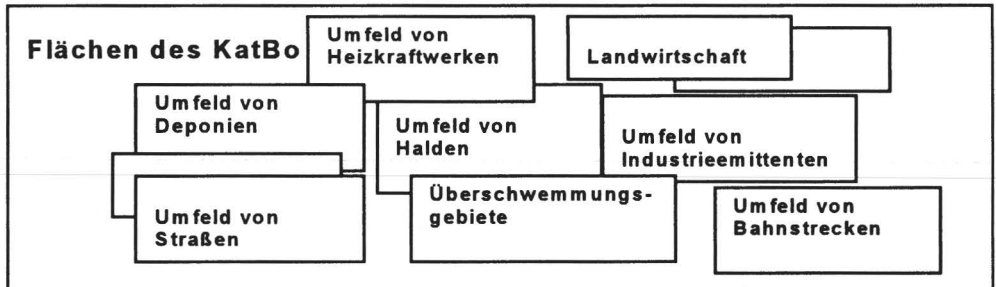 Flächen des KatBo
Umfeld von
Heizkraftwerken
Landwirtschaft
Umfeld von
Deponien
Umfeld von
Halden
Umfeld von
Industrieemittenten
Umfeld von
Straßen
Überschwemmungs-
gebiete
Umfeld von
Bahnstrecken